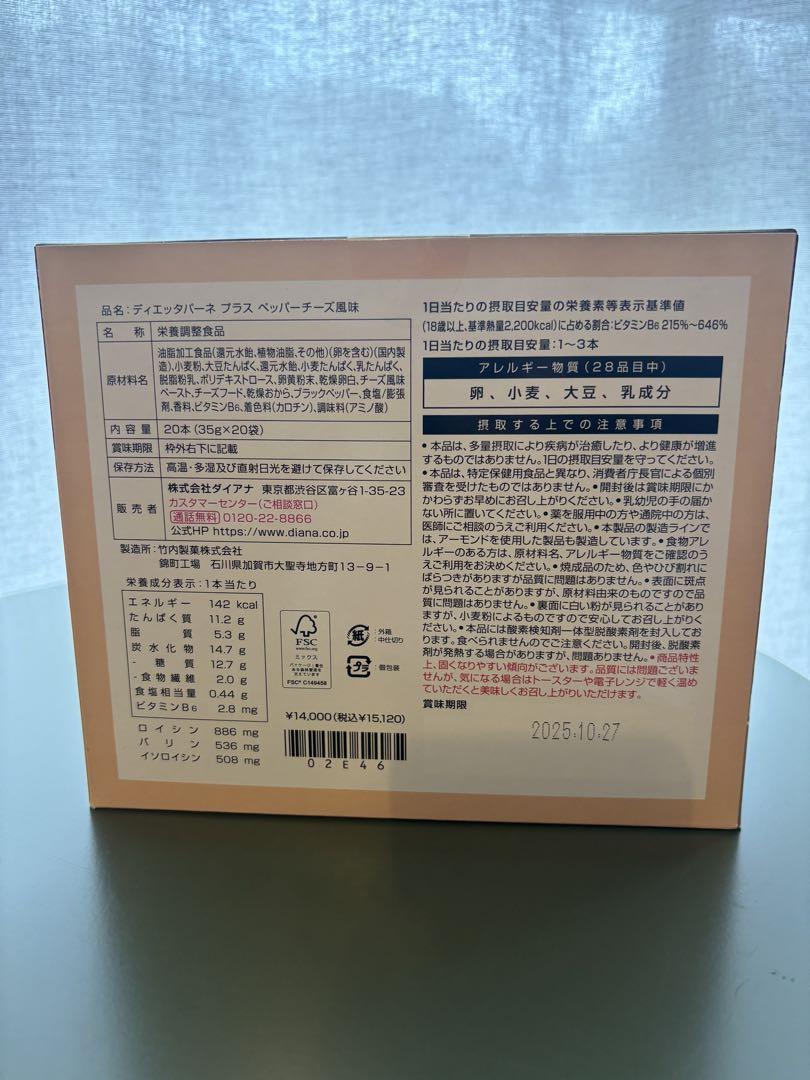 品名：ディエッタバーネ プラス ペッパーチーズ風味
名 称 栄養調整食品
原材料名 油脂加工食品(還元水飴、植物油脂、その他)(卵を含む)(国内製
造)、小麦粉、大豆たんぱく、還元水飴、小麦たんぱく、乳たんぱく、
脱脂粉乳、ポリデキストロース、卵黄粉末、乾燥卵白、チーズ風味
ペースト、チーズフード、乾燥おから、ブラックペッパー、食塩/膨張
剤、香料、ビタミンB6、着色料(カロチン)、調味料(アミノ酸)
内 容 量 20本(35g×20袋)
賞味期限 枠外右下に記載
保存方法 高温・多湿及び直射日光を避けて保存してください
販 売 者 株式会社ダイアナ 東京都渋谷区富ヶ谷1-35-23
カスタマーセンター(ご相談窓口)
通話無料 0120-22-8866
公式HP https://www.diana.co.jp
製造所：竹内製菓株式会社
錦町工場 石川県加賀市大聖寺地方町13-9-1
栄養成分表示：1本当たり
エネルギー 142 kcal
たんぱく質 11.2 g
脂 質 5.3 g
炭水化物 14.7 g
- 糖 質 12.7 g
- 食物繊維 2.0 g
食塩相当量 0.44 g
ビタミンB6 2.8 mg
ロイシン 886 mg
バリン 536 mg
イソロイシン 508 mg
FSC
www.fsc.org
ミックス
パッケージ｜責任
ある森林管理を
支えています
FSC® C149458
紙 ：外箱
：中仕切り
プラ ：個包装
¥14,000(税込¥15,120)
02E46
1日当たりの摂取目安量の栄養素等表示基準値
(18歳以上、基準熱量2,200kcal)に占める割合：ビタミンB6 215%～646%
1日当たりの摂取目安量：1～3本
アレルギー物質(28品目中)
卵、小麦、大豆、乳成分
摂取する上での注意事項
●本品は、多量摂取により疾病が治癒したり、より健康が増進
するものではありません。1日の摂取目安量を守ってください。
●本品は、特定保健用食品と異なり、消費者庁長官による個別
審査を受けたものではありません。●開封後は賞味期限にか
かわらずお早めにお召し上がりください。●乳幼児の手の届か
ない所に置いてください。●薬を服用中の方や通院中の方は、
医師にご相談のうえご利用ください。●本製品の製造ライン
では、アーモンドを使用した製品も製造しています。●食物ア
レルギーのある方は、原材料名、アレルギー物質をご確認のう
えご利用をお決めください。●焼成品のため、色やひび割れに
ばらつきがありますが品質に問題はありません。●表面に斑点
が見られることがありますが、原材料由来のものですので品
質に問題はありません。●裏面に白い粉が見られることがあり
ますが、小麦粉によるものですので安心してお召し上がりく
ださい。●本品には酸素検知剤一体型脱酸素剤を封入してお
ります。食べられませんのでご注意ください。開封後、脱酸素
剤が発熱する場合がありますが、問題ありません。●商品特性
上、固くなりやすい傾向がございます。品質には問題ございま
せんが、気になる場合はトースターや電子レンジで軽く温め
ていただくと美味しくお召し上がりいただけます。
賞味期限
2025.10.27